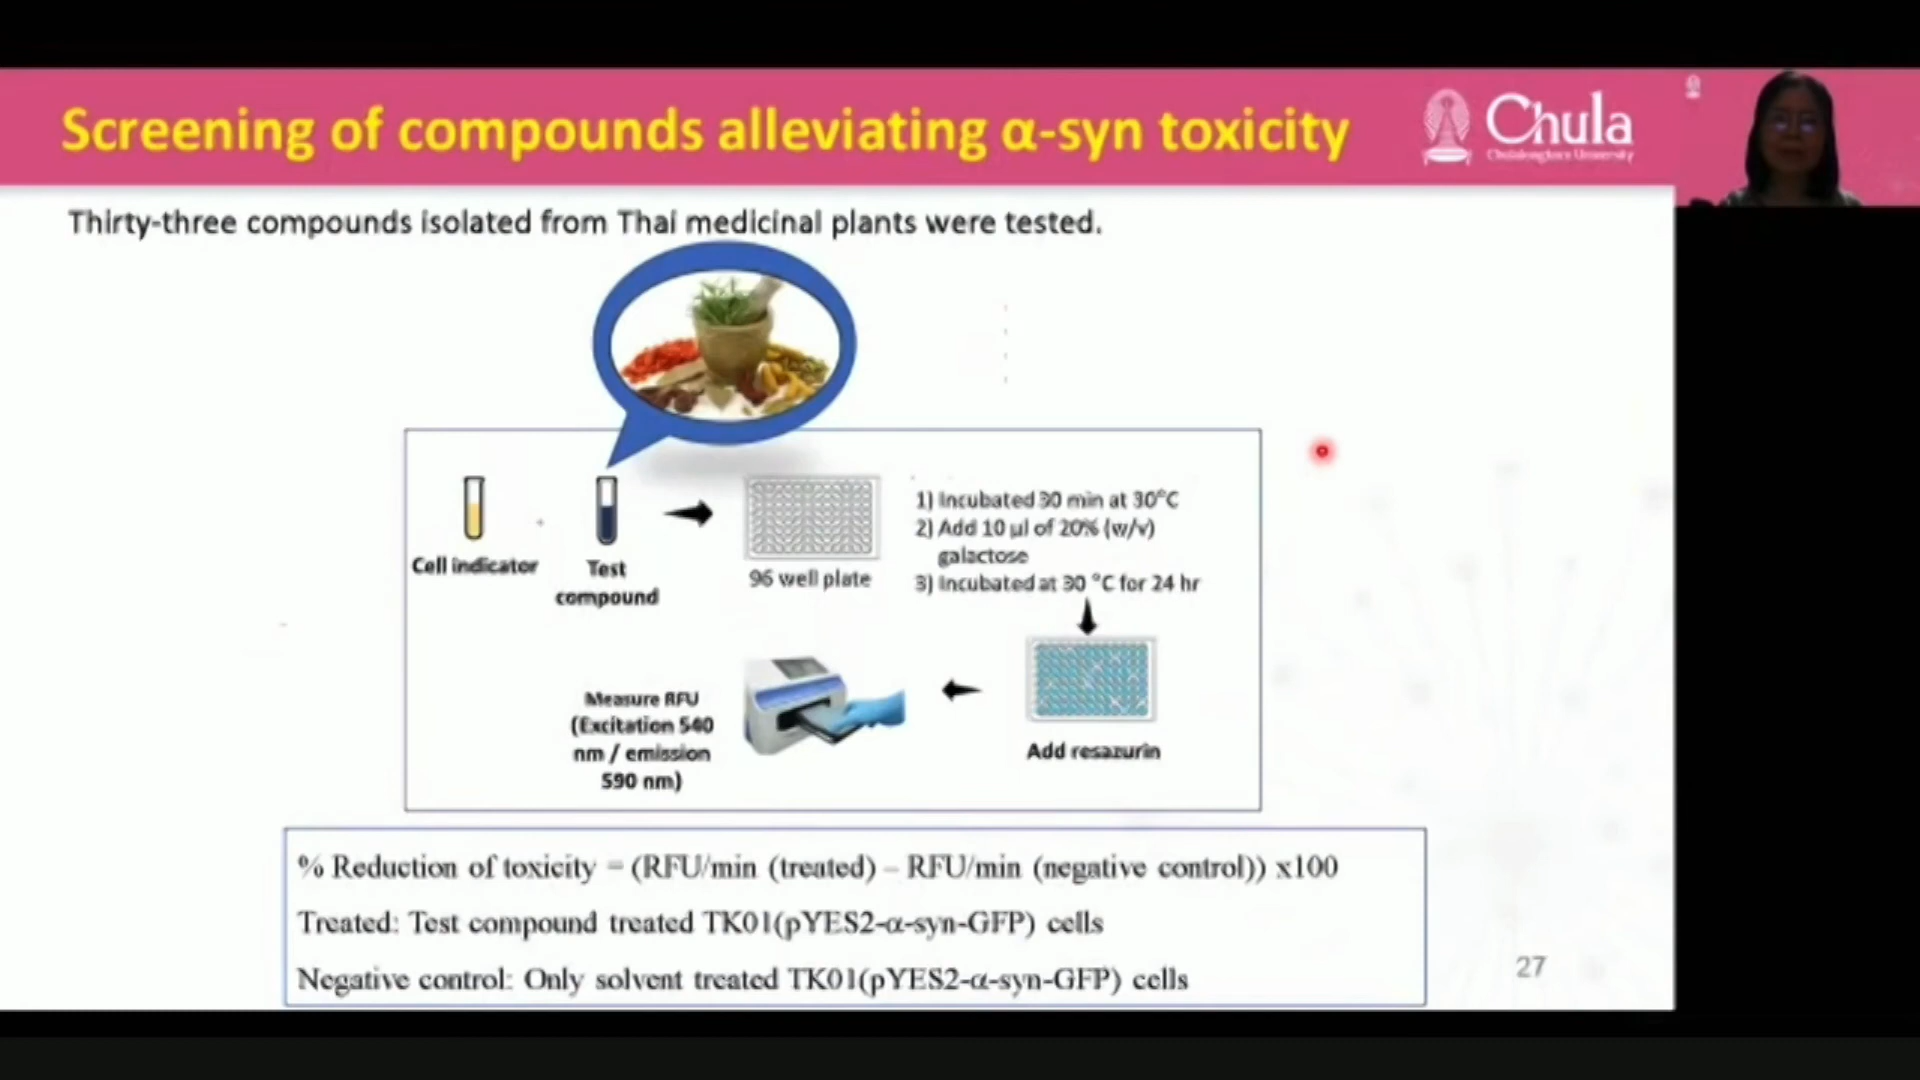 Screening of compounds alleviating α-syn toxicity
Chula
Chulalongkorn University
Thirty-three compounds isolated from Thai medicinal plants were tested.
Cell indicator
Test
compound
96 well plate
1) Incubated 30 min at 30°C
2) Add 10 µl of 20% (w/v)
galactose
3) Incubated at 30 °C for 24 hr
Add resazurin
Measure RFU
(Excitation 540
nm / emission
590 nm)
% Reduction of toxicity = (RFU/min (treated) – RFU/min (negative control)) x100
Treated: Test compound treated TK01(pYES2-α-syn-GFP) cells
Negative control: Only solvent treated TK01(pYES2-α-syn-GFP) cells
27